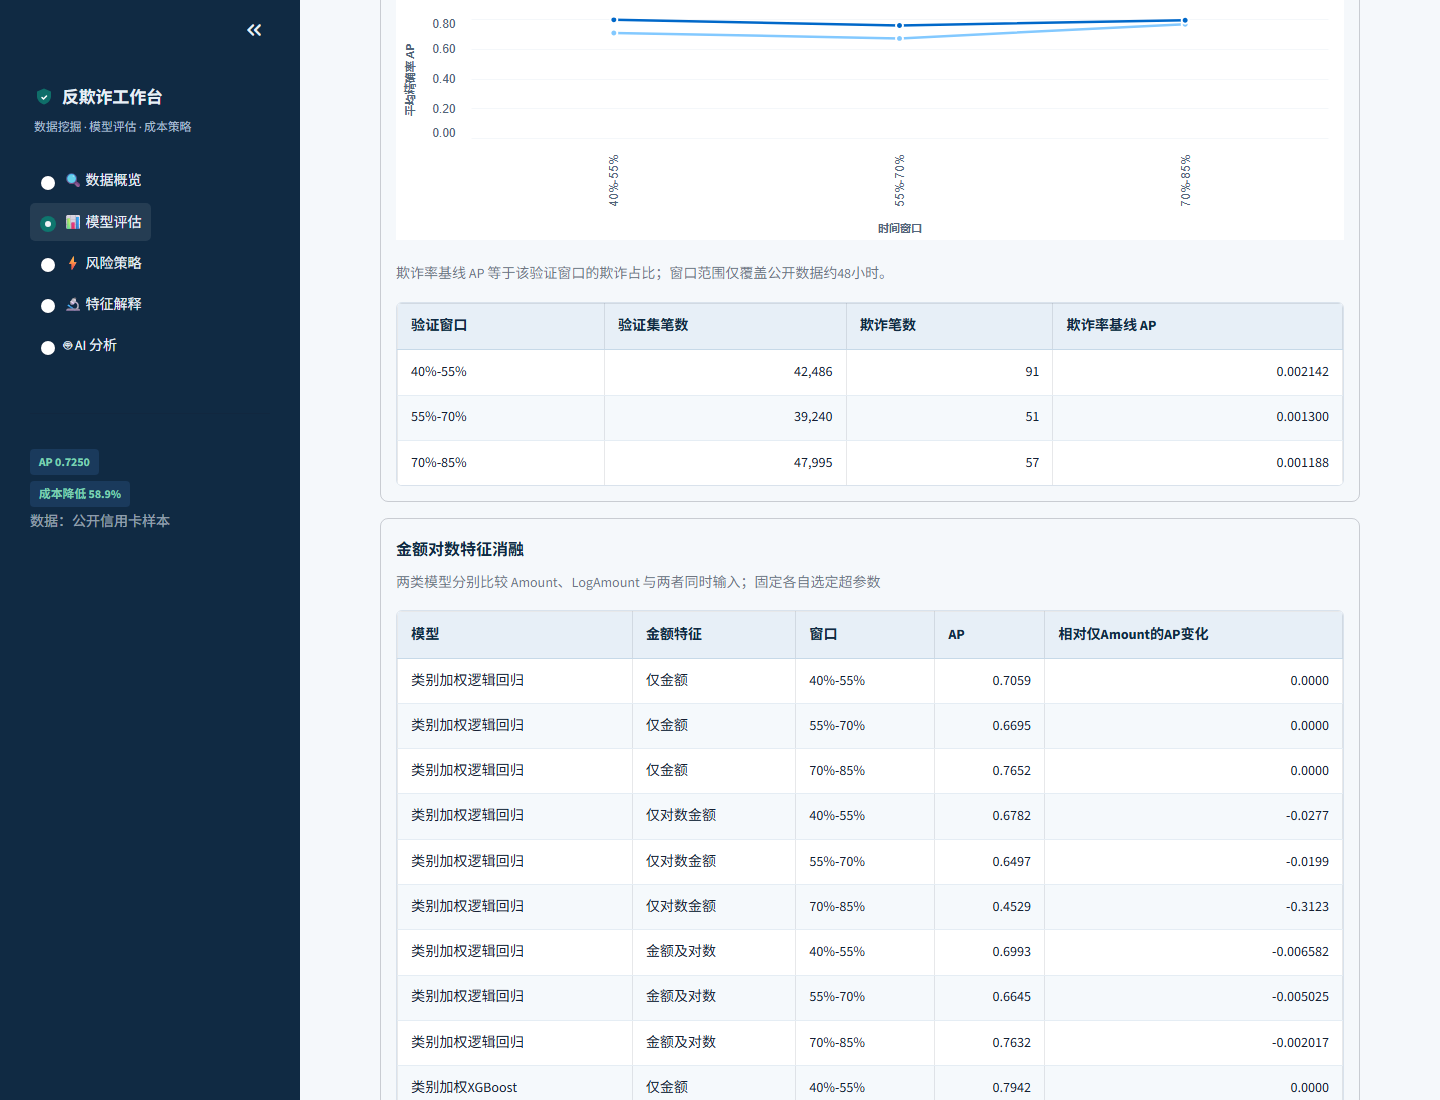 反欺诈工作台
数据挖掘 · 模型评估 · 成本策略
数据概览
模型评估
风险策略
特征解释
AI 分析
AP 0.7250
成本降低 58.9%
数据：公开信用卡样本
平均精确率 AP
0.80
0.60
0.40
0.20
0.00
40%-55%
55%-70%
70%-85%
时间窗口
欺诈率基线 AP 等于该验证窗口的欺诈占比；窗口范围仅覆盖公开数据约48小时。
验证窗口 验证集笔数 欺诈笔数 欺诈率基线 AP
40%-55% 42,486 91 0.002142
55%-70% 39,240 51 0.001300
70%-85% 47,995 57 0.001188
金额对数特征消融
两类模型分别比较 Amount、LogAmount 与两者同时输入；固定各自选定超参数
模型 金额特征 窗口 AP 相对仅Amount的AP变化
类别加权逻辑回归 仅金额 40%-55% 0.7059 0.0000
类别加权逻辑回归 仅金额 55%-70% 0.6695 0.0000
类别加权逻辑回归 仅金额 70%-85% 0.7652 0.0000
类别加权逻辑回归 仅对数金额 40%-55% 0.6782 -0.0277
类别加权逻辑回归 仅对数金额 55%-70% 0.6497 -0.0199
类别加权逻辑回归 仅对数金额 70%-85% 0.4529 -0.3123
类别加权逻辑回归 金额及对数 40%-55% 0.6993 -0.006582
类别加权逻辑回归 金额及对数 55%-70% 0.6645 -0.005025
类别加权逻辑回归 金额及对数 70%-85% 0.7632 -0.002017
类别加权XGBoost 仅金额 40%-55% 0.7942 0.0000